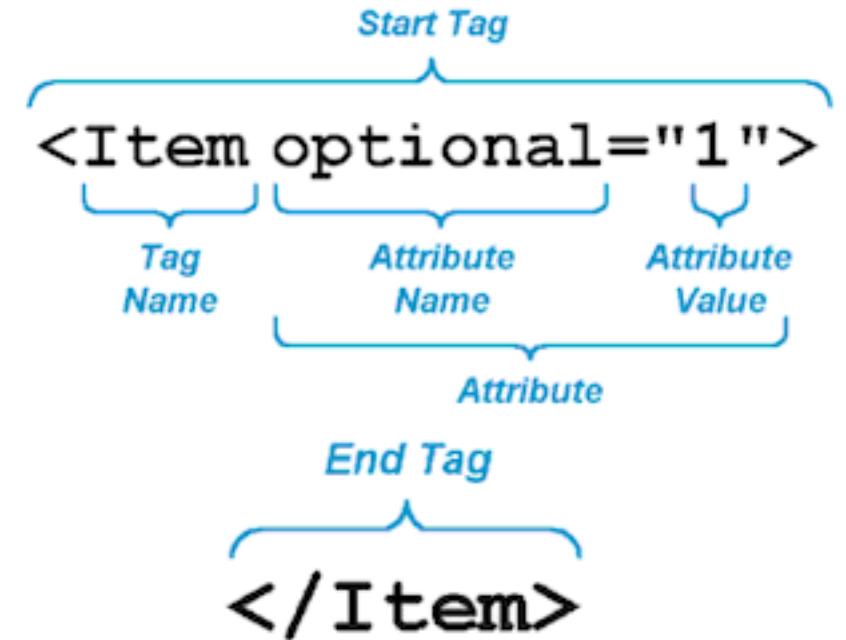 Start Tag
<Item optional="1">
Tag Name
Attribute Name
Attribute Value
Attribute
End Tag
</Item>